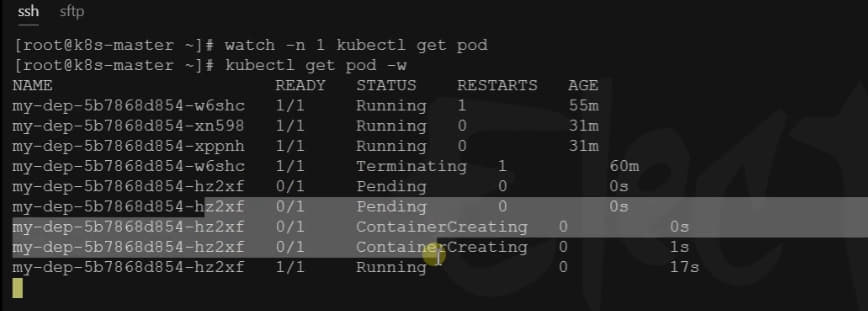 ssh sftp
[root@k8s-master ~]# watch -n 1 kubectl get pod
[root@k8s-master ~]# kubectl get pod -w
NAME READY STATUS RESTARTS AGE
my-dep-5b7868d854-w6shc 1/1 Running 1 55m
my-dep-5b7868d854-xn598 1/1 Running 0 31m
my-dep-5b7868d854-xppnh 1/1 Running 0 31m
my-dep-5b7868d854-w6shc 1/1 Terminating 1 60m
my-dep-5b7868d854-hz2xf 0/1 Pending 0 0s
my-dep-5b7868d854-hz2xf 0/1 Pending 0 0s
my-dep-5b7868d854-hz2xf 0/1 ContainerCreating 0 0s
my-dep-5b7868d854-hz2xf 0/1 ContainerCreating 0 1s
my-dep-5b7868d854-hz2xf 1/1 Running 0 17s